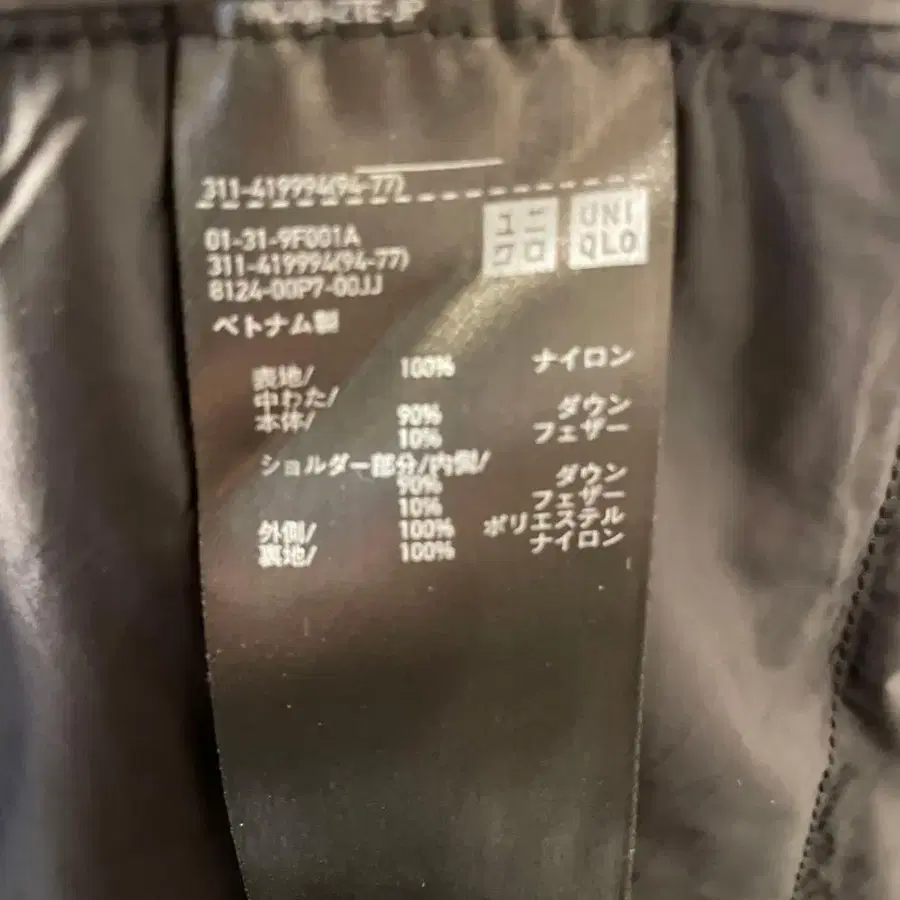 311-419994(94-77)
ユニクロ
UNIQLO
01-31-9F001A
311-419994(94-77)
8124-00P7-00JJ
ベトナム製
表地/ 100% ナイロン
中わた/
本体/ 90% ダウン
10% フェザー
ショルダー部分/内側/
90% ダウン
10% フェザー
外側/ 100% ポリエステル
裏地/ 100% ナイロン